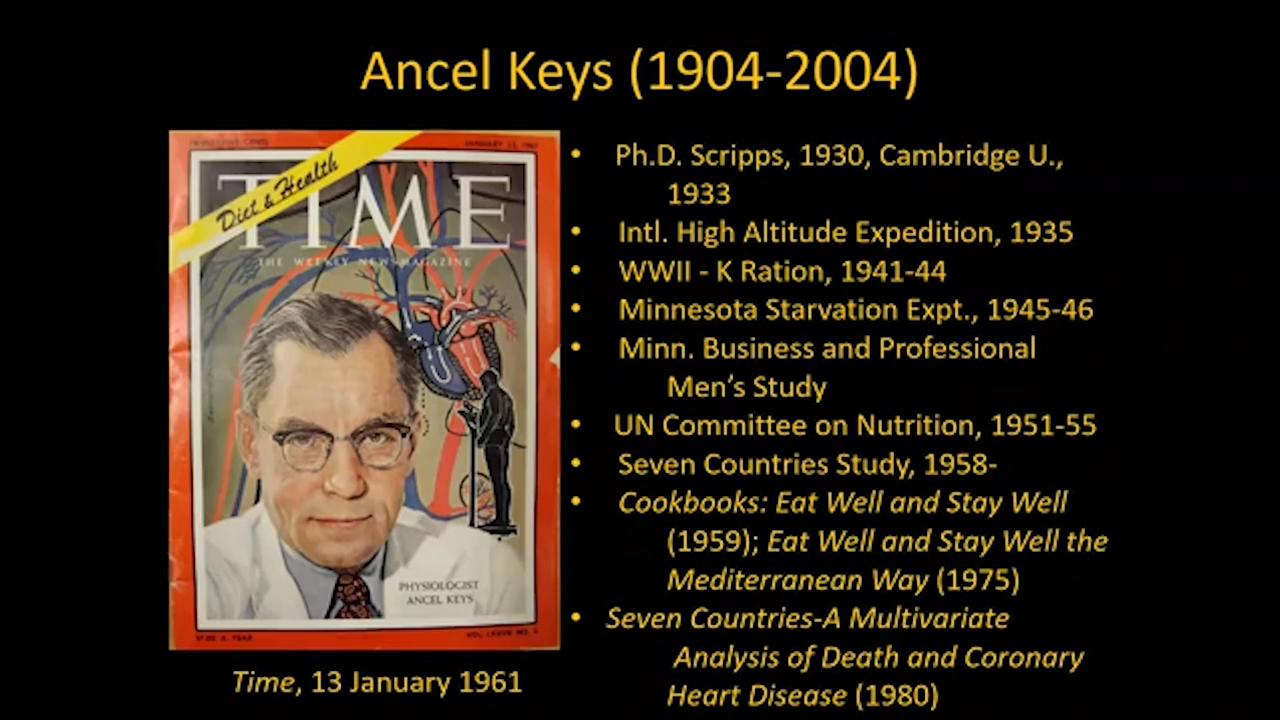 Ancel Keys (1904-2004)
Diet & Health
TIME
THE WEEKLY NEWSMAGAZINE
PHYSIOLOGIST
ANCEL KEYS
Time, 13 January 1961
• Ph.D. Scripps, 1930, Cambridge U.,
1933
• Intl. High Altitude Expedition, 1935
• WWII - K Ration, 1941-44
• Minnesota Starvation Expt., 1945-46
• Minn. Business and Professional
Men’s Study
• UN Committee on Nutrition, 1951-55
• Seven Countries Study, 1958-
• Cookbooks: Eat Well and Stay Well
(1959); Eat Well and Stay Well the
Mediterranean Way (1975)
• Seven Countries-A Multivariate
Analysis of Death and Coronary
Heart Disease (1980)